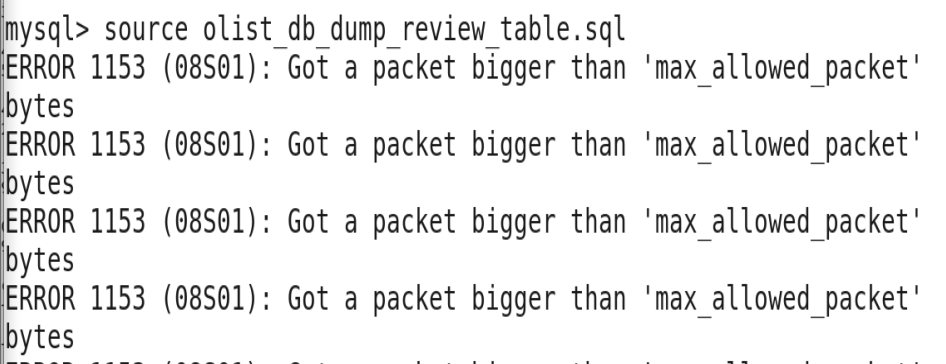 mysql> source olist_db_dump_review_table.sql
ERROR 1153 (08S01): Got a packet bigger than 'max_allowed_packet'
bytes
ERROR 1153 (08S01): Got a packet bigger than 'max_allowed_packet'
bytes
ERROR 1153 (08S01): Got a packet bigger than 'max_allowed_packet'
bytes
ERROR 1153 (08S01): Got a packet bigger than 'max_allowed_packet'
bytes